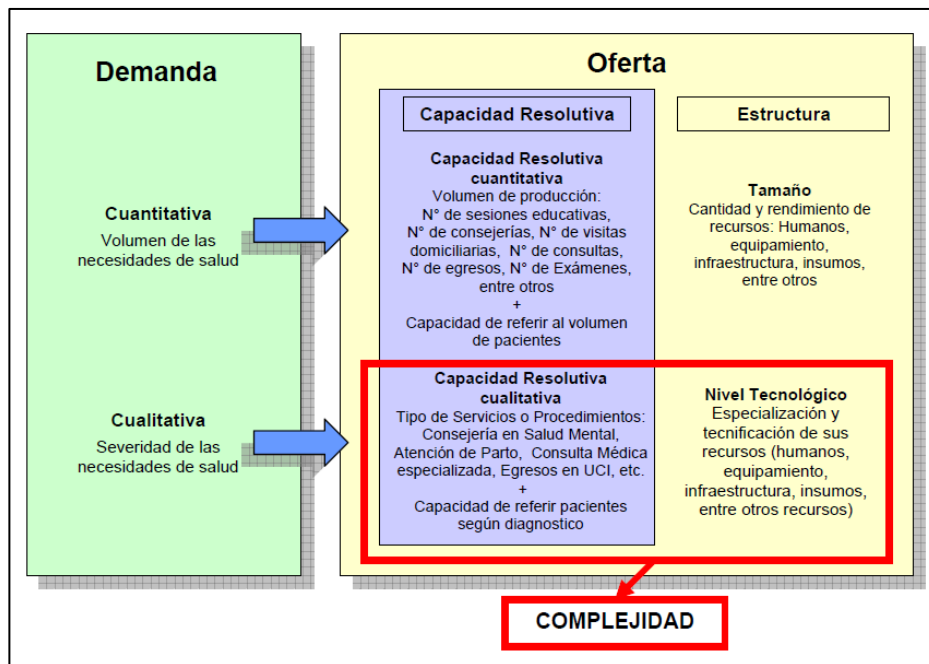 Demanda
Cuantitativa
Volumen de las
necesidades de salud
Cualitativa
Severidad de las
necesidades de salud
Oferta
Capacidad Resolutiva
Capacidad Resolutiva
cuantitativa
Volumen de producción:
N° de sesiones educativas,
N° de consejerías, N° de visitas
domiciliarias, N° de consultas,
N° de egresos, N° de Exámenes,
entre otros
+
Capacidad de referir al volumen
de pacientes
Capacidad Resolutiva
cualitativa
Tipo de Servicios o Procedimientos:
Consejería en Salud Mental,
Atención de Parto, Consulta Médica
especializada, Egresos en UCI, etc.
+
Capacidad de referir pacientes
según diagnostico
Estructura
Tamaño
Cantidad y rendimiento de
recursos: Humanos,
equipamiento,
infraestructura, insumos,
entre otros
Nivel Tecnológico
Especialización y
tecnificación de sus
recursos (humanos,
equipamiento,
infraestructura, insumos,
entre otros recursos)
COMPLEJIDAD